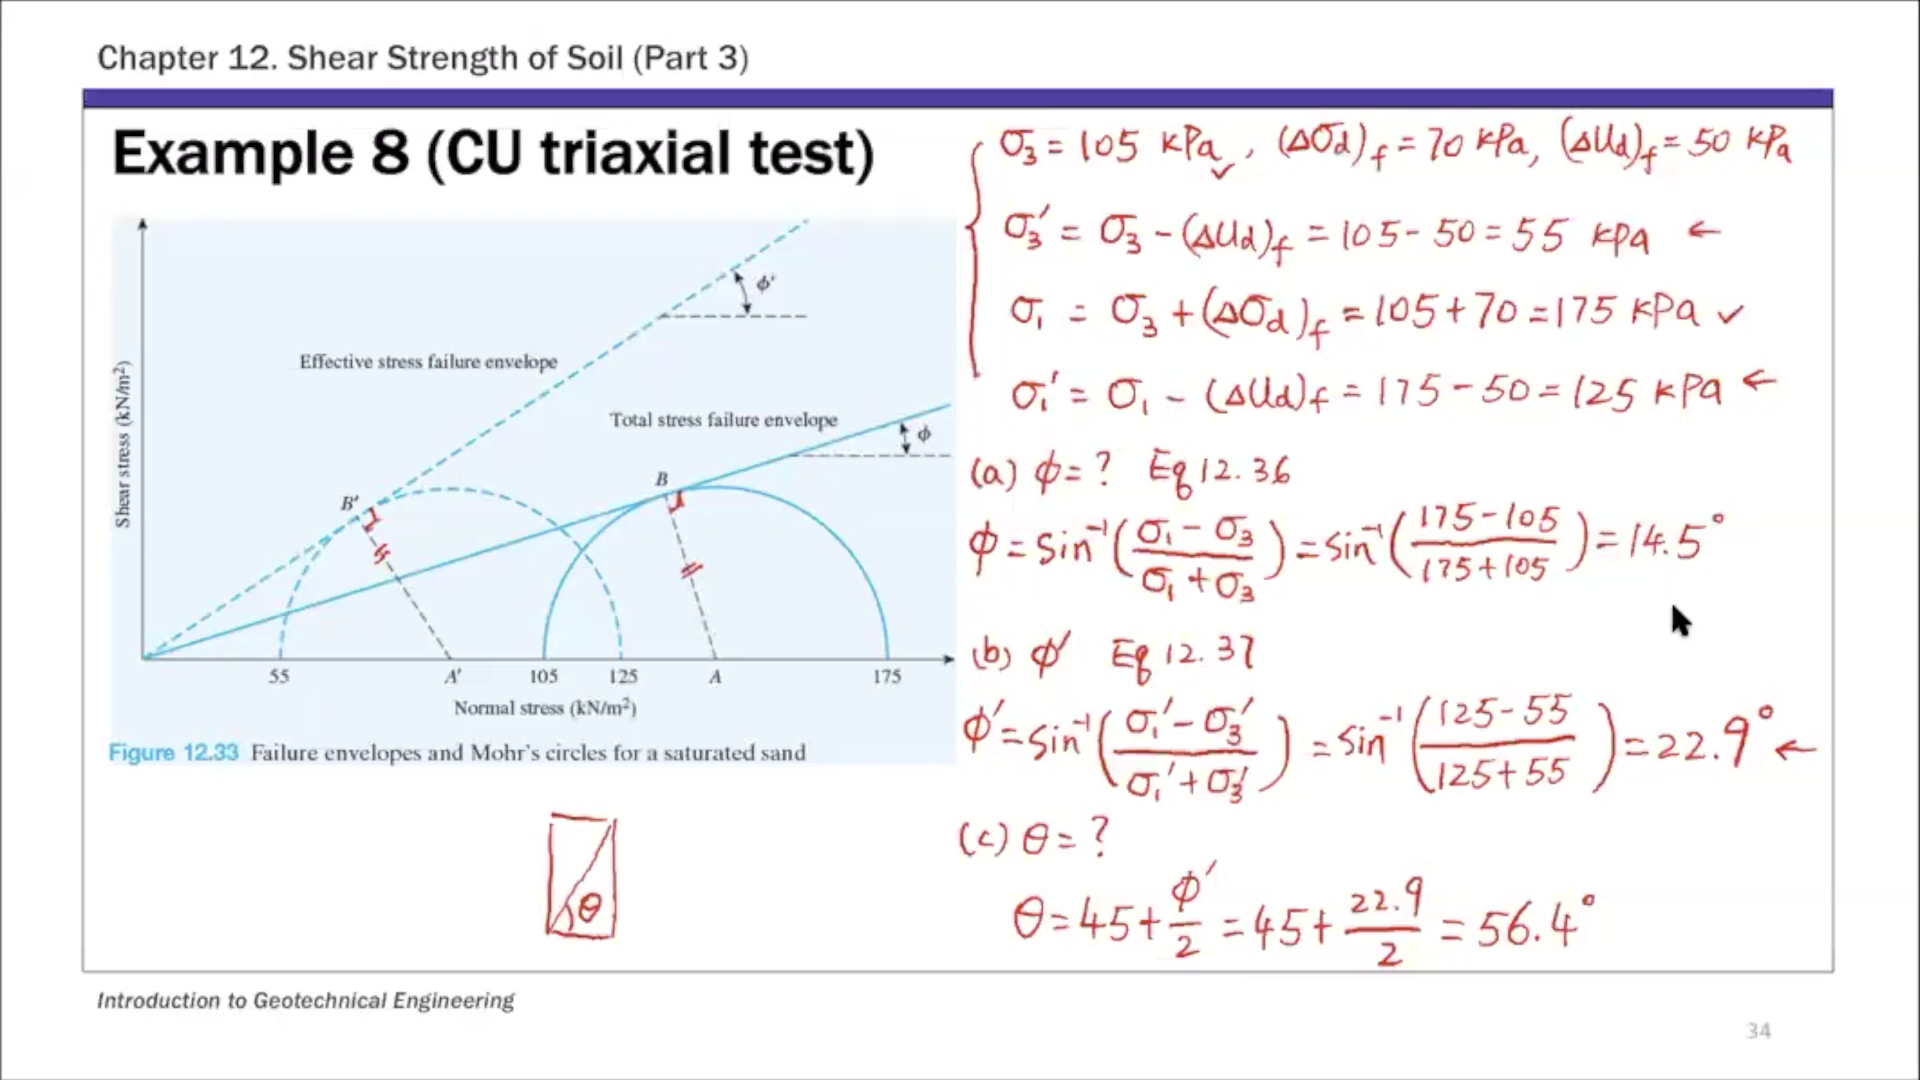 Chapter 12. Shear Strength of Soil (Part 3)
Example 8 (CU triaxial test)
Shear stress (kN/m²)
Effective stress failure envelope
ϕ'
Total stress failure envelope
ϕ
B'
B
55
A'
105
125
A
175
Normal stress (kN/m²)
Figure 12.33 Failure envelopes and Mohr's circles for a saturated sand
θ
σ₃ = 105 kPa, (Δσd)f = 70 kPa, (Δud)f = 50 kPa
σ₃' = σ₃ - (Δud)f = 105 - 50 = 55 kPa ←
σ₁ = σ₃ + (Δσd)f = 105 + 70 = 175 kPa ✓
σ₁' = σ₁ - (Δud)f = 175 - 50 = 125 kPa ←
(a) ϕ = ? Eq 12.36
ϕ = sin⁻¹((σ₁ - σ₃)/(σ₁ + σ₃)) = sin⁻¹((175-105)/(175+105)) = 14.5°
(b) ϕ' Eq 12.37
ϕ' = sin⁻¹((σ₁' - σ₃')/(σ₁' + σ₃')) = sin⁻¹((125-55)/(125+55)) = 22.9° ←
(c) θ = ?
θ = 45 + ϕ'/2 = 45 + 22.9/2 = 56.4°
Introduction to Geotechnical Engineering
34